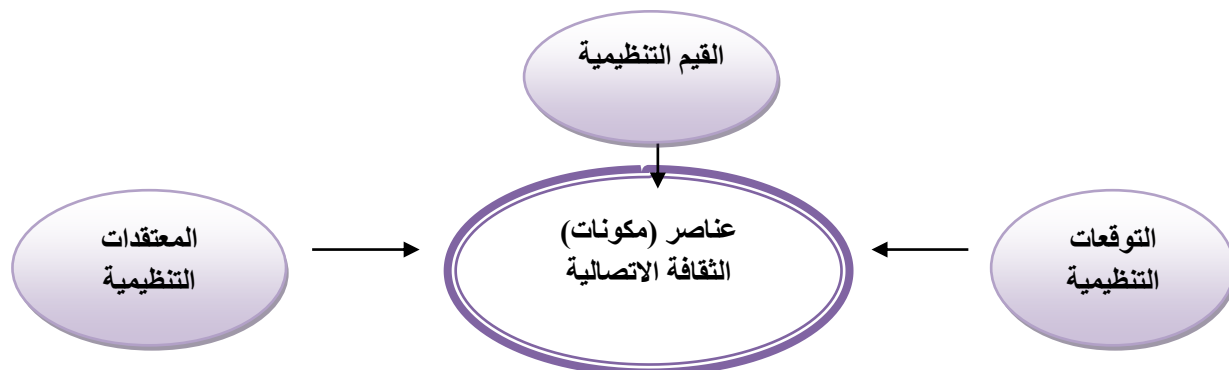 القيم التنظيمية
عناصر (مكونات)
الثقافة الاتصالية
التوقعات
التنظيمية
المعتقدات
التنظيمية